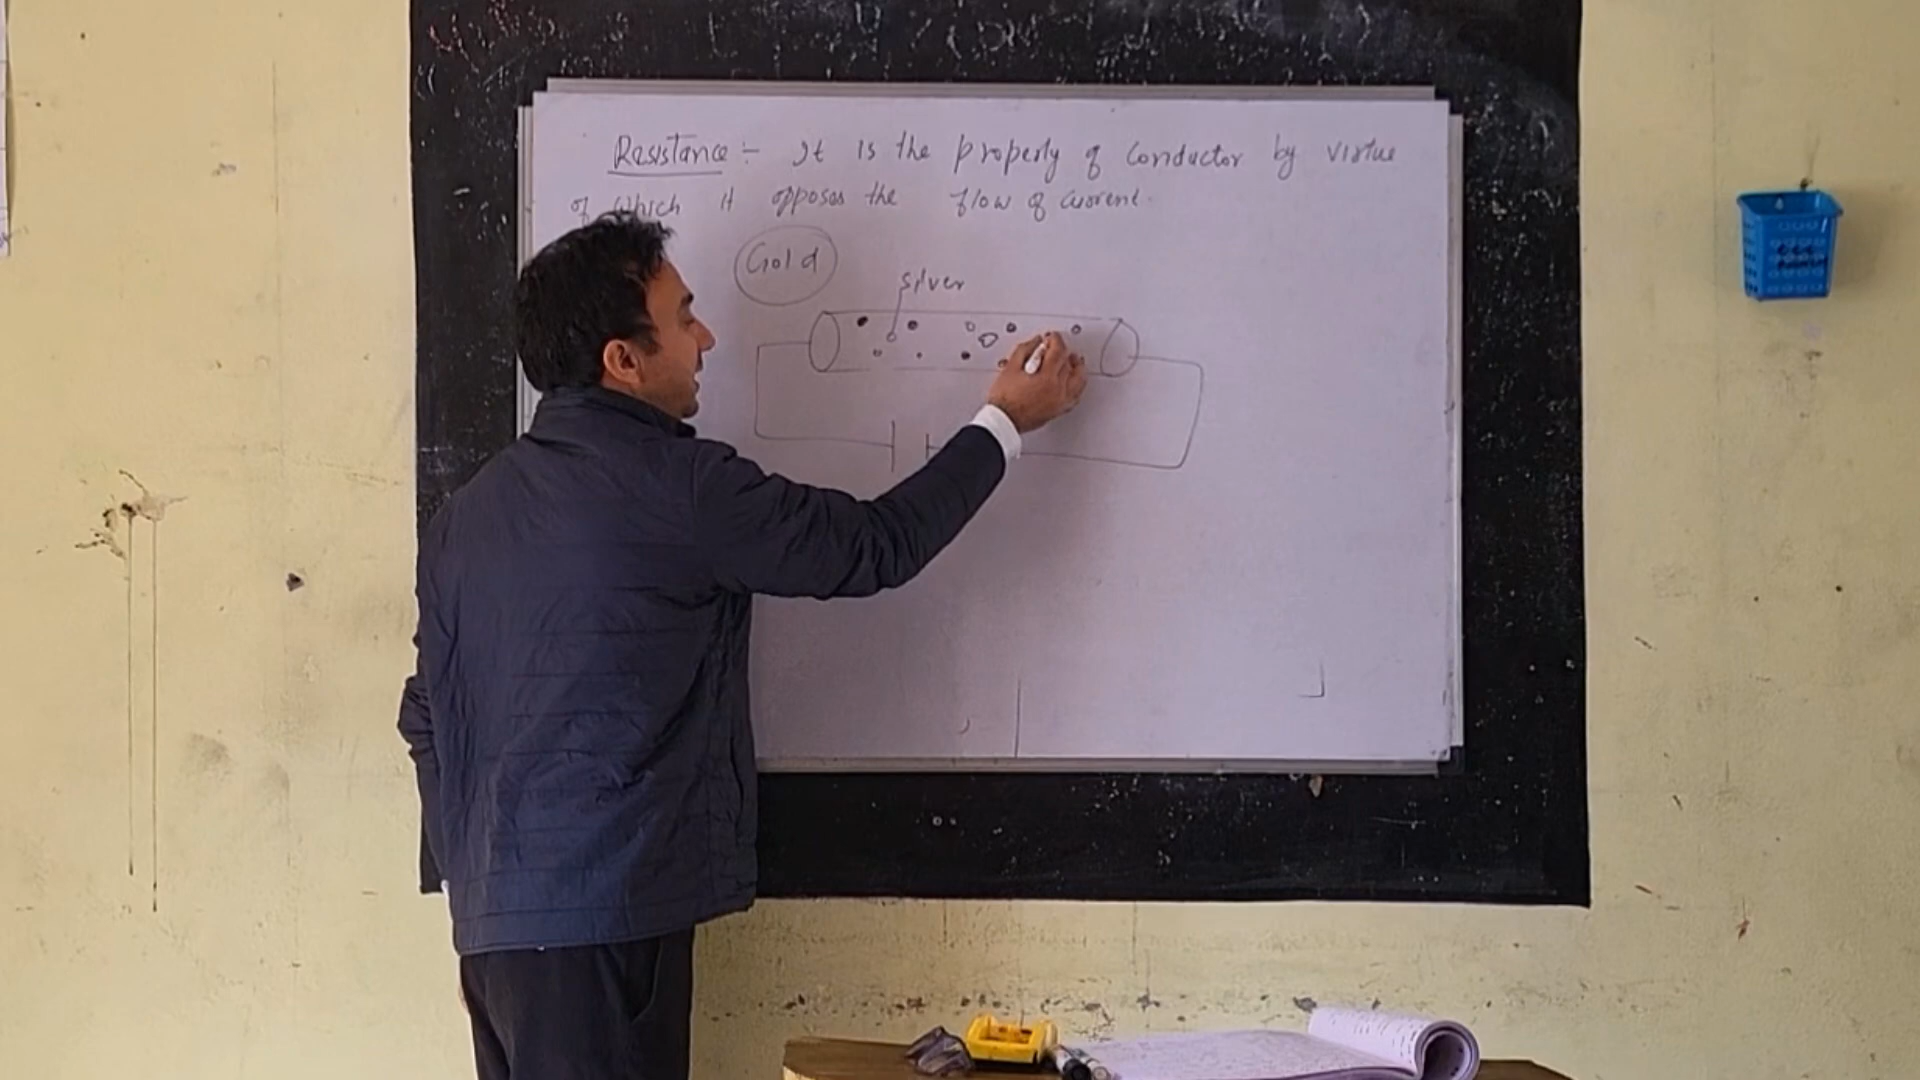 Resistance :- It is the property of conductor by virtue
of which it opposes the flow of current.
Gold
silver